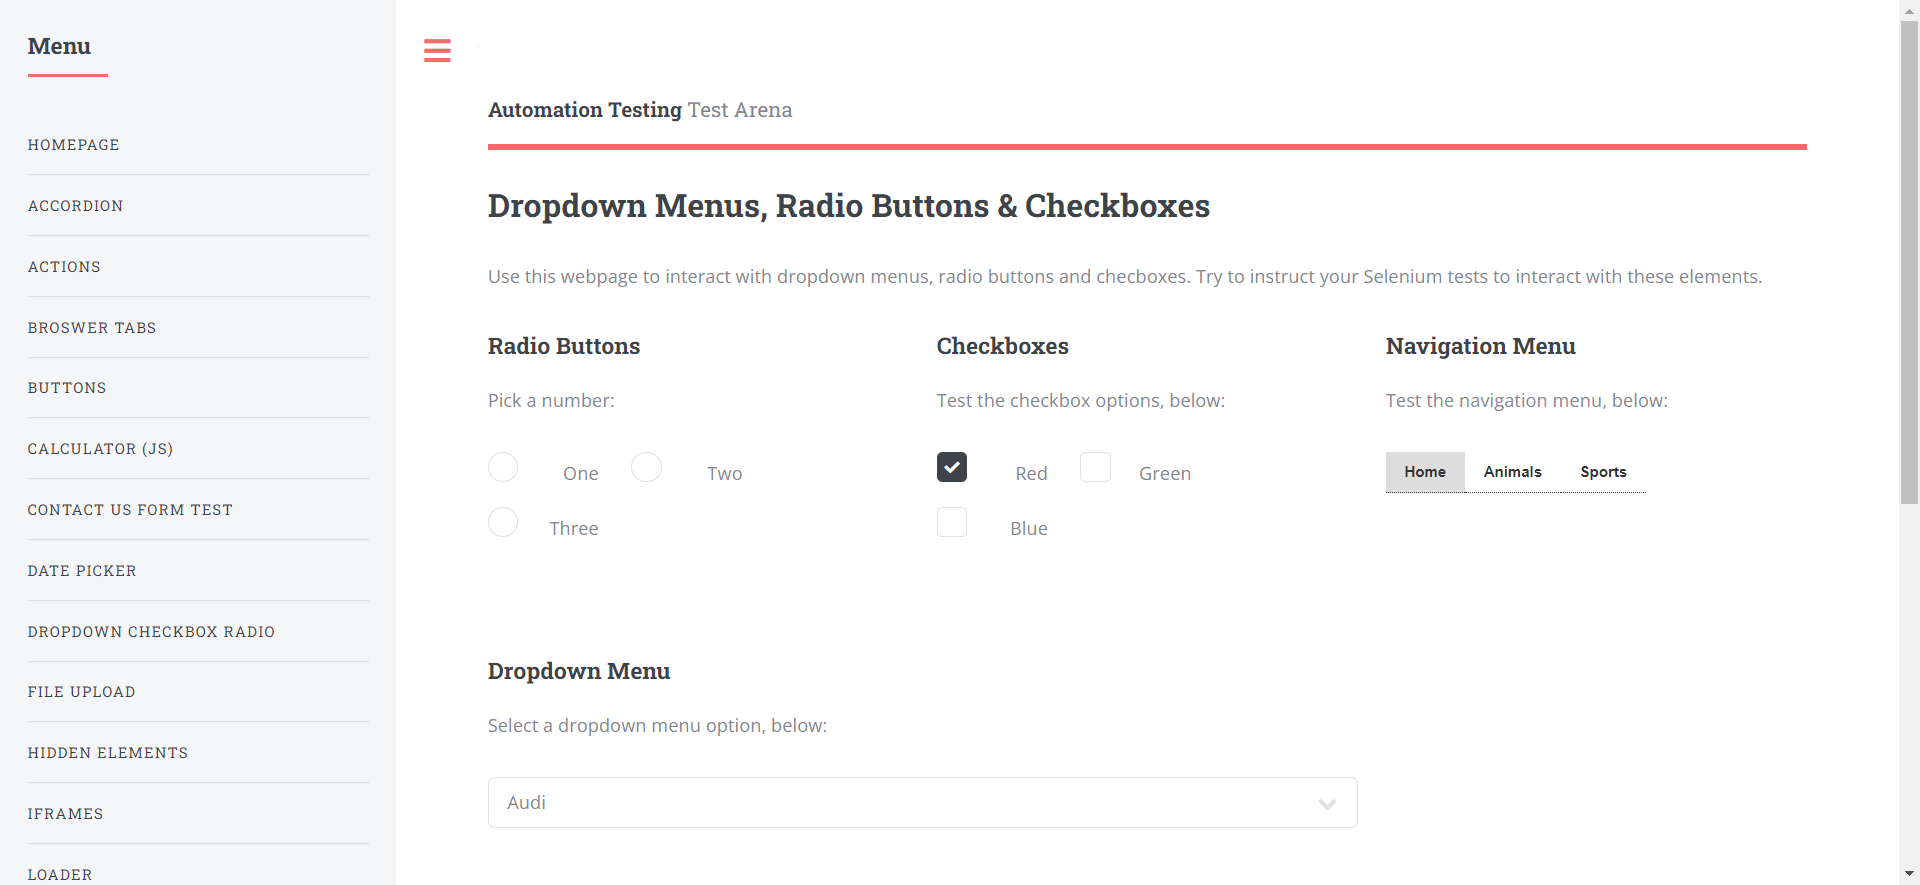 Menu
HOMEPAGE
ACCORDION
ACTIONS
BROSWER TABS
BUTTONS
CALCULATOR (JS)
CONTACT US FORM TEST
DATE PICKER
DROPDOWN CHECKBOX RADIO
FILE UPLOAD
HIDDEN ELEMENTS
IFRAMES
LOADER
Automation Testing Test Arena
Dropdown Menus, Radio Buttons & Checkboxes
Use this webpage to interact with dropdown menus, radio buttons and checboxes. Try to instruct your Selenium tests to interact with these elements.
Radio Buttons
Pick a number:
One Two
Three
Checkboxes
Test the checkbox options, below:
Red Green
Blue
Navigation Menu
Test the navigation menu, below:
Home Animals Sports
Dropdown Menu
Select a dropdown menu option, below:
Audi